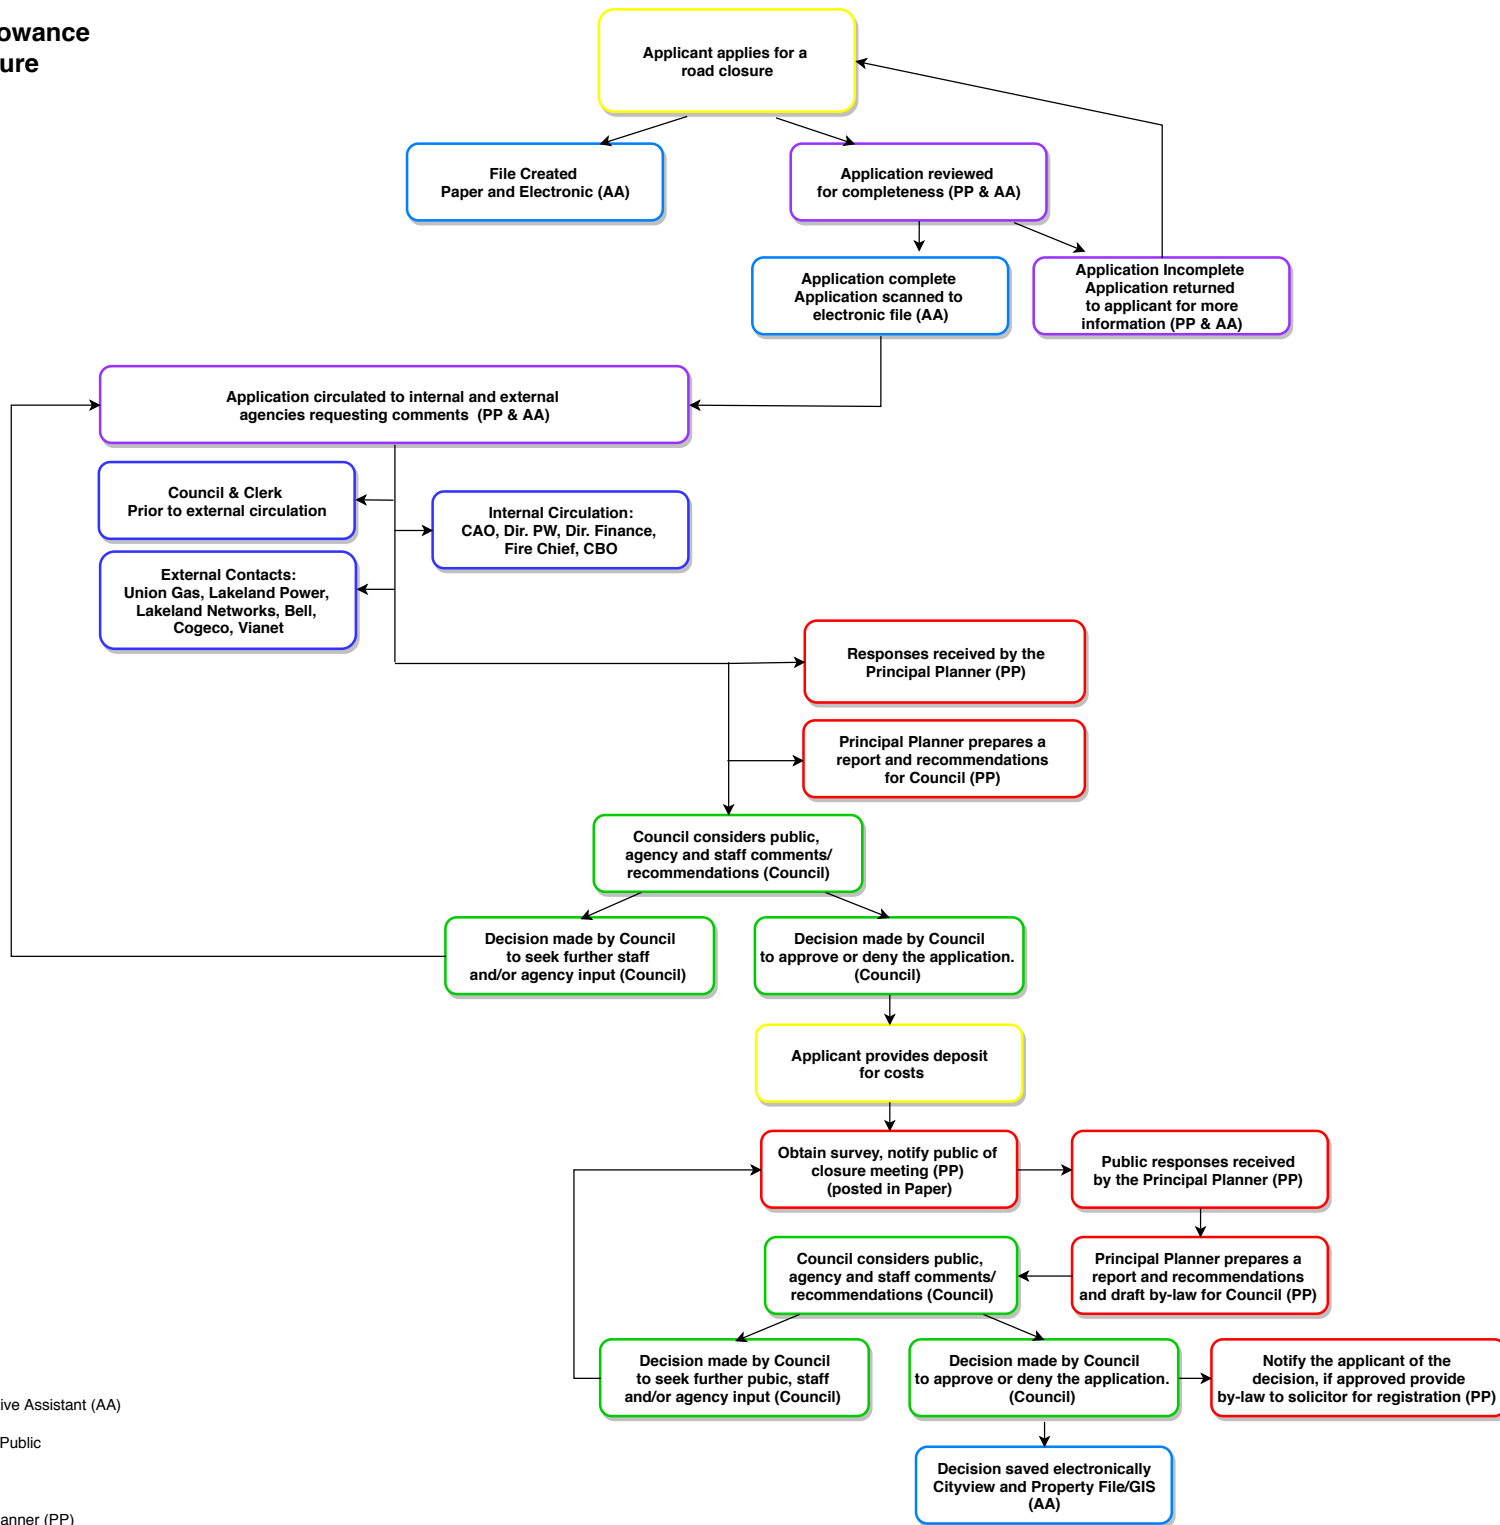 Applicant applies for a
road closure
File Created
Paper and Electronic (AA)
Application reviewed
for completeness (PP & AA)
Application complete
Application scanned to
electronic file (AA)
Application Incomplete
Application returned
to applicant for more
information (PP & AA)
Application circulated to internal and external
agencies requesting comments (PP & AA)
Council & Clerk
Prior to external circulation
Internal Circulation:
CAO, Dir. PW, Dir. Finance,
Fire Chief, CBO
External Contacts:
Union Gas, Lakeland Power,
Lakeland Networks, Bell,
Cogeco, Vianet
Responses received by the
Principal Planner (PP)
Principal Planner prepares a
report and recommendations
for Council (PP)
Council considers public,
agency and staff comments/
recommendations (Council)
Decision made by Council
to seek further staff
and/or agency input (Council)
Decision made by Council
to approve or deny the application.
(Council)
Applicant provides deposit
for costs
Obtain survey, notify public of
closure meeting (PP)
(posted in Paper)
Public responses received
by the Principal Planner (PP)
Council considers public,
agency and staff comments/
recommendations (Council)
Principal Planner prepares a
report and recommendations
and draft by-law for Council (PP)
Decision made by Council
to seek further pubic, staff
and/or agency input (Council)
Decision made by Council
to approve or deny the application.
(Council)
Notify the applicant of the
decision, if approved provide
by-law to solicitor for registration (PP)
Assistant (AA)
Public
Decision saved electronically
Cityview and Property File/GIS
(AA)
(PP)